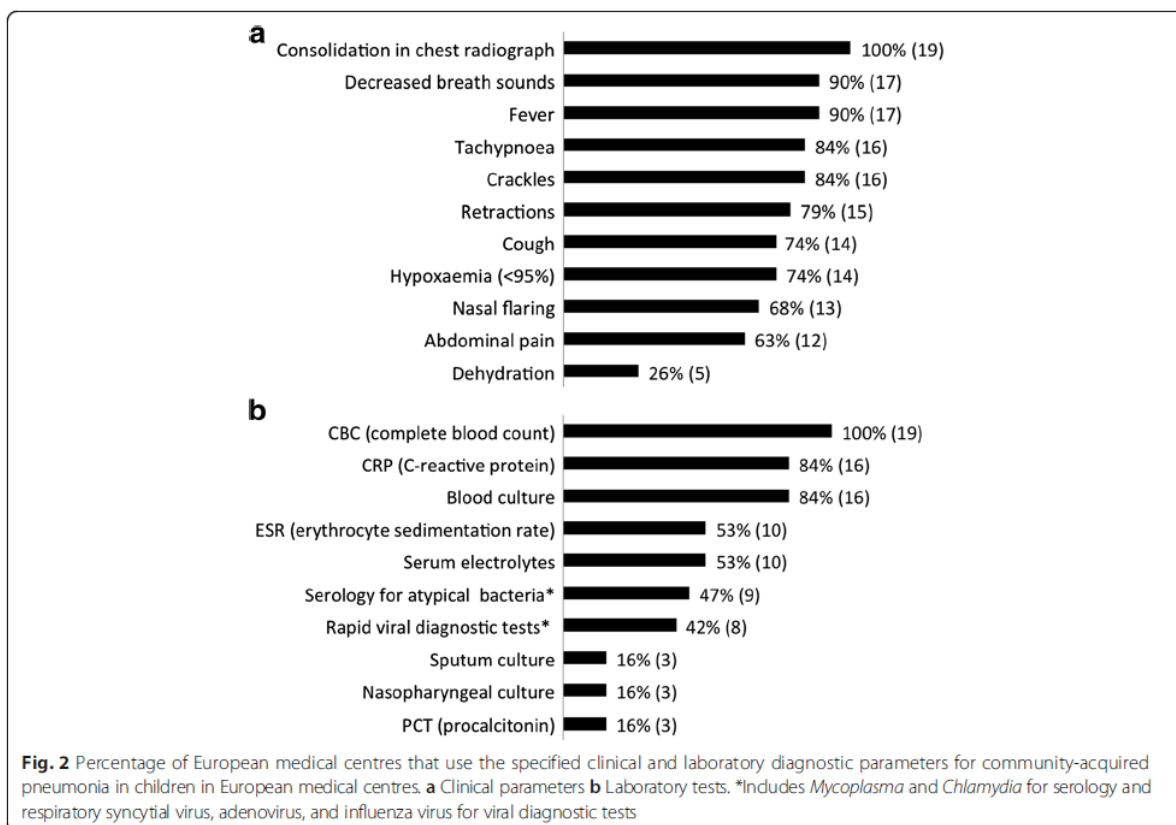 a
Consolidation in chest radiograph 100% (19)
Decreased breath sounds 90% (17)
Fever 90% (17)
Tachypnoea 84% (16)
Crackles 84% (16)
Retractions 79% (15)
Cough 74% (14)
Hypoxaemia (<95%) 74% (14)
Nasal flaring 68% (13)
Abdominal pain 63% (12)
Dehydration 26% (5)
b
CBC (complete blood count) 100% (19)
CRP (C-reactive protein) 84% (16)
Blood culture 84% (16)
ESR (erythrocyte sedimentation rate) 53% (10)
Serum electrolytes 53% (10)
Serology for atypical bacteria* 47% (9)
Rapid viral diagnostic tests* 42% (8)
Sputum culture 16% (3)
Nasopharyngeal culture 16% (3)
PCT (procalcitonin) 16% (3)
Fig. 2 Percentage of European medical centres that use the specified clinical and laboratory diagnostic parameters for community-acquired
pneumonia in children in European medical centres. a Clinical parameters b Laboratory tests. *Includes Mycoplasma and Chlamydia for serology and
respiratory syncytial virus, adenovirus, and influenza virus for viral diagnostic tests